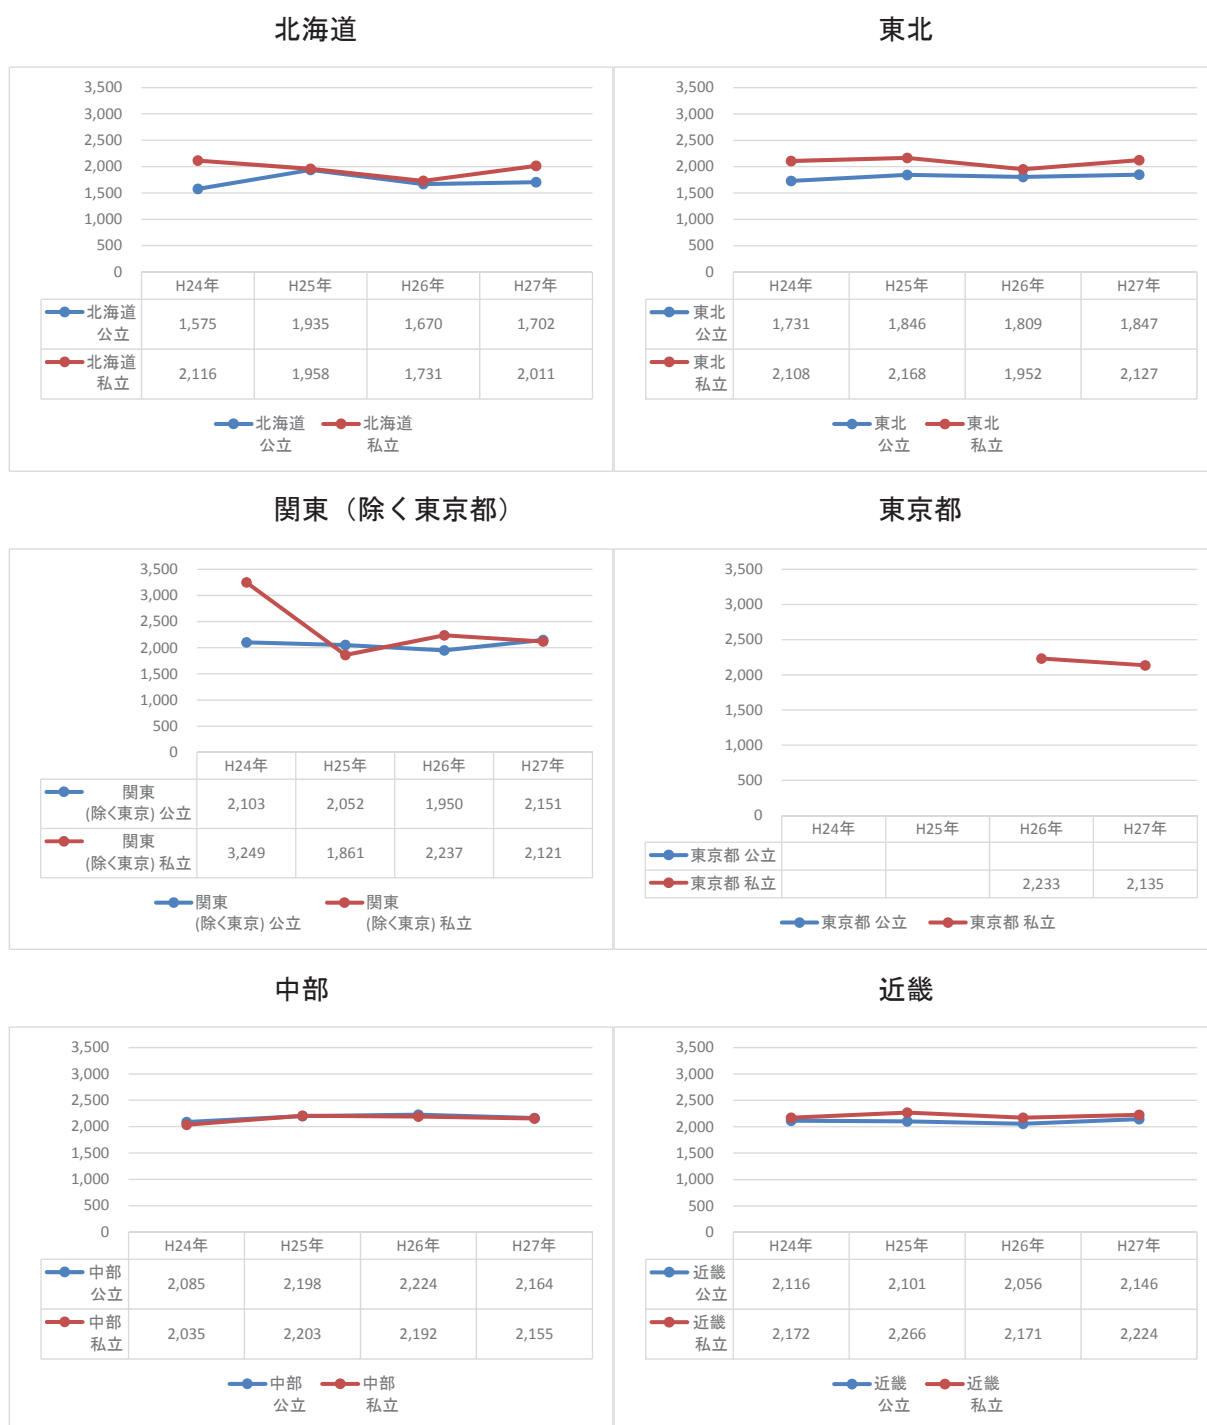 北海道
3,500
3,000
2,500
2,000
1,500
1,000
500
0
H24年 H25年 H26年 H27年
北海道
公立 1,575 1,935 1,670 1,702
北海道
私立 2,116 1,958 1,731 2,011
北海道 北海道
公立 私立
東北
3,500
3,000
2,500
2,000
1,500
1,000
500
0
H24年 H25年 H26年 H27年
東北
公立 1,731 1,846 1,809 1,847
東北
私立 2,108 2,168 1,952 2,127
東北 東北
公立 私立
関東（除く東京都）
3,500
3,000
2,500
2,000
1,500
1,000
500
0
H24年 H25年 H26年 H27年
関東
(除く東京) 公立 2,103 2,052 1,950 2,151
関東
(除く東京) 私立 3,249 1,861 2,237 2,121
関東 関東
(除く東京) 公立 (除く東京) 私立
東京都
3,500
3,000
2,500
2,000
1,500
1,000
500
0
H24年 H25年 H26年 H27年
東京都 公立
東京都 私立 2,233 2,135
東京都 公立 東京都 私立
中部
3,500
3,000
2,500
2,000
1,500
1,000
500
0
H24年 H25年 H26年 H27年
中部
公立 2,085 2,198 2,224 2,164
中部
私立 2,035 2,203 2,192 2,155
中部 中部
公立 私立
近畿
3,500
3,000
2,500
2,000
1,500
1,000
500
0
H24年 H25年 H26年 H27年
近畿
公立 2,116 2,101 2,056 2,146
近畿
私立 2,172 2,266 2,171 2,224
近畿 近畿
公立 私立